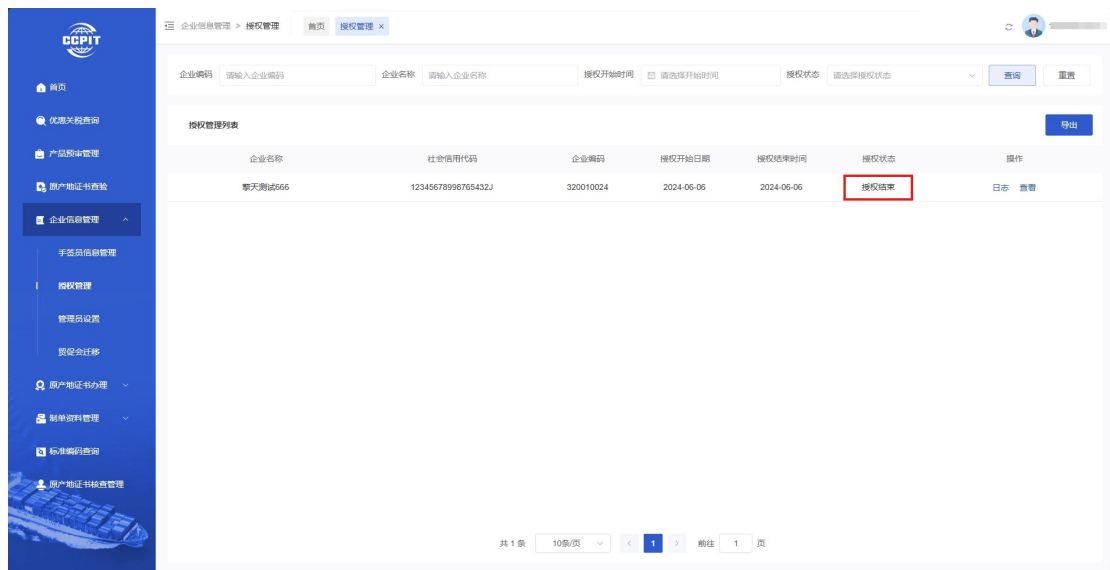 CCPIT
企业信息管理 > 授权管理 首页 授权管理 ×
首页
优惠关税查询
产品预审管理
原产地证书查验
企业信息管理
手签员信息管理
授权管理
管理员设置
贸促会迁移
原产地证书办理
制单资料管理
标准编码查询
原产地证书核查管理
企业编码 请输入企业编码 企业名称 请输入企业名称 授权开始时间 请选择开始时间 授权状态 请选择授权状态 查询 重置
授权管理列表 导出
企业名称 社会信用代码 企业编码 授权开始日期 授权结束时间 授权状态 操作
擎天测试666 12345678998765432J 320010024 2024-06-06 2024-06-06 授权结束 日志 查看
共 1 条 10条/页 < 1 > 前往 1 页